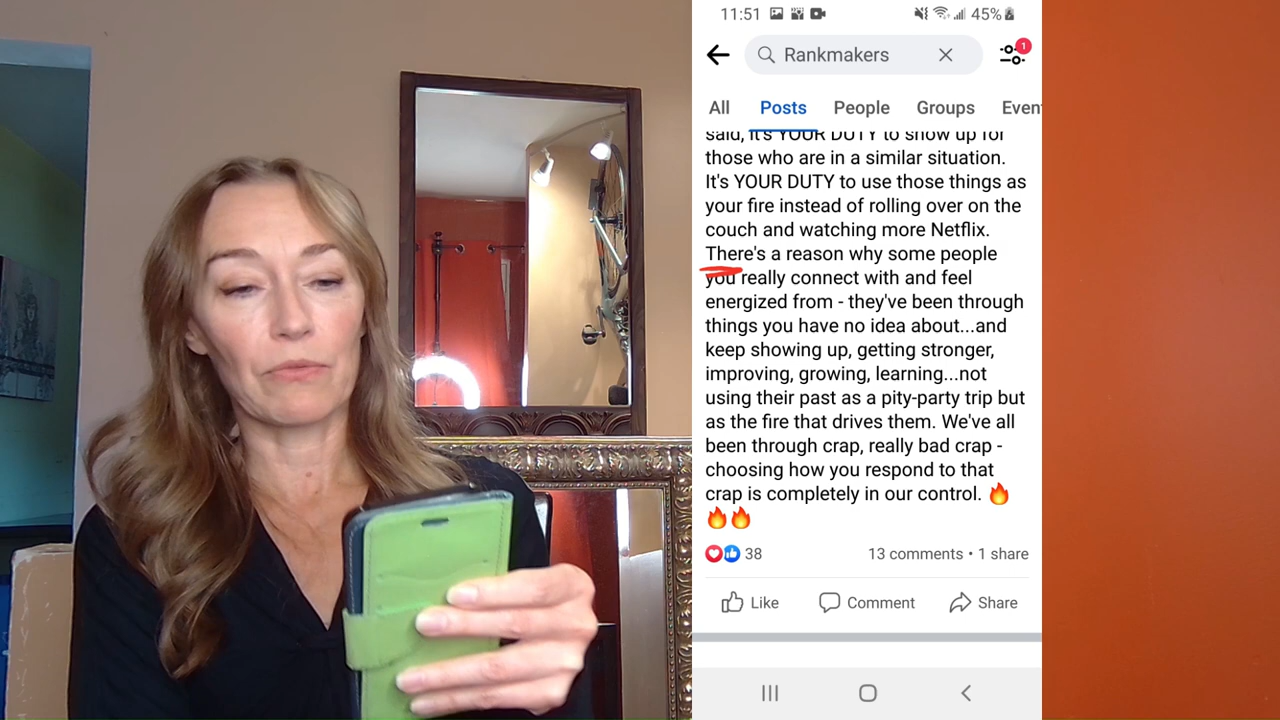 11:51 45%
Rankmakers 1
All Posts People Groups Even
said, it's YOUR DUTY to show up for
those who are in a similar situation.
It's YOUR DUTY to use those things as
your fire instead of rolling over on the
couch and watching more Netflix.
There's a reason why some people
you really connect with and feel
energized from - they've been through
things you have no idea about...and
keep showing up, getting stronger,
improving, growing, learning...not
using their past as a pity-party trip but
as the fire that drives them. We've all
been through crap, really bad crap -
choosing how you respond to that
crap is completely in our control. 🔥
🔥🔥
38 13 comments • 1 share
Like Comment Share